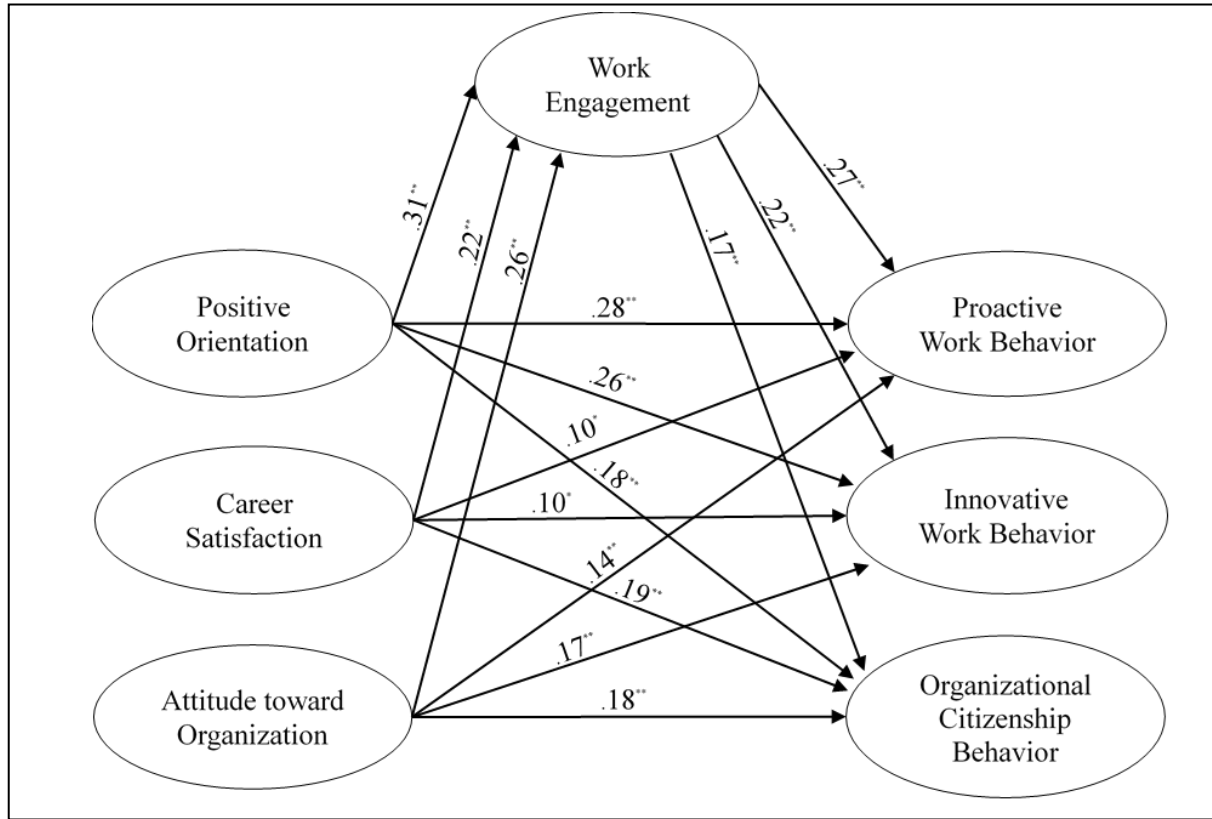 Work
Engagement
.31**
.22**
.26**
.17**
.22**
.27**
Positive
Orientation
.28**
Proactive
Work Behavior
.26**
.10*
.18**
Career
Satisfaction
.10*
Innovative
Work Behavior
.14**
.19**
.17**
Attitude toward
Organization
.18**
Organizational
Citizenship
Behavior